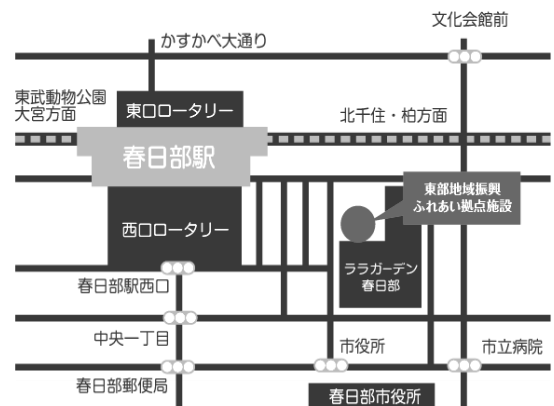 文化会館前
かすかべ大通り
東武動物公園
大宮方面
東口ロータリー
北千住・柏方面
春日部駅
東部地域振興
ふれあい拠点施設
西口ロータリー
ララガーデン
春日部
春日部駅西口
中央一丁目
市役所
市立病院
春日部郵便局
春日部市役所